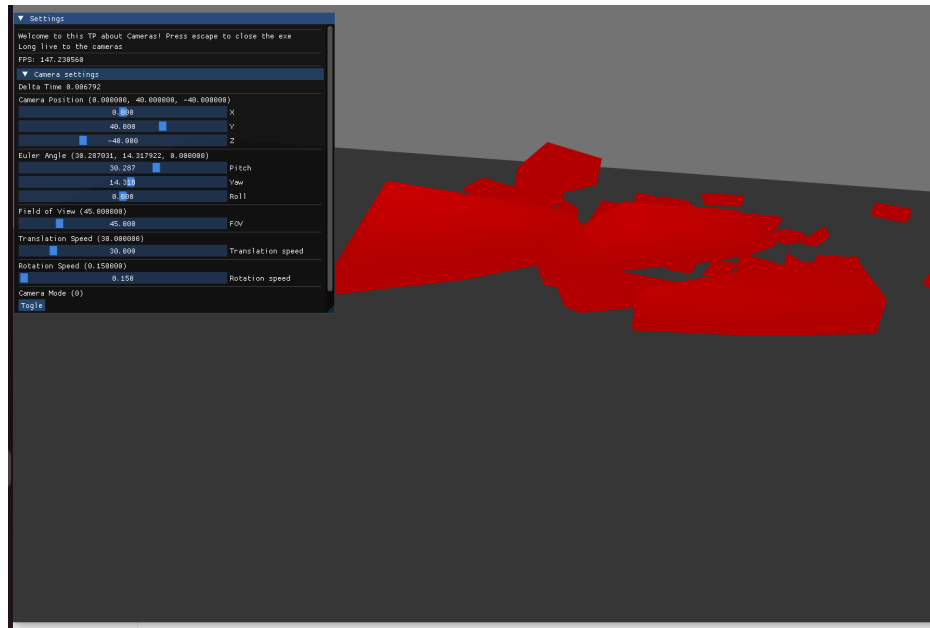 Settings
Welcome to this TP about Cameras! Press escape to close the exe
Long live to the cameras
FPS: 147.230560
Camera settings
Delta Time 0.006792
Camera Position (0.000000, 40.000000, -40.000000)
0.000 X
40.000 Y
-40.000 Z
Euler Angle (30.287031, 14.317922, 0.000000)
30.287 Pitch
14.318 Yaw
0.000 Roll
Field of View (45.000000)
45.000 FOV
Translation Speed (30.000000)
30.000 Translation speed
Rotation Speed (0.150000)
0.150 Rotation speed
Camera Mode (0)
Togle